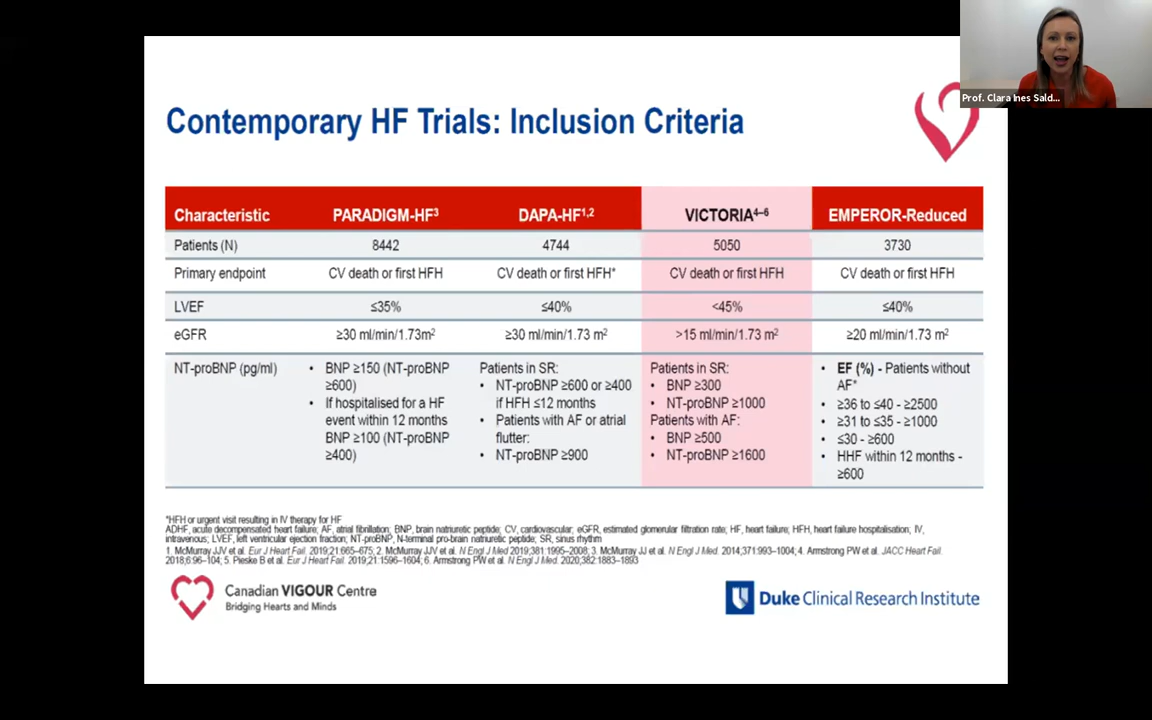 Prof. Clara Ines Sald...
Contemporary HF Trials: Inclusion Criteria
Characteristic PARADIGM-HF3 DAPA-HF1,2 VICTORIA4–6 EMPEROR-Reduced
Patients (N) 8442 4744 5050 3730
Primary endpoint CV death or first HFH CV death or first HFH* CV death or first HFH CV death or first HFH
LVEF ≤35% ≤40% <45% ≤40%
eGFR ≥30 ml/min/1.73m2 ≥30 ml/min/1.73 m2 >15 ml/min/1.73 m2 ≥20 ml/min/1.73 m2
NT-proBNP (pg/ml)
• BNP ≥150 (NT-proBNP
≥600)
• If hospitalised for a HF
event within 12 months
BNP ≥100 (NT-proBNP
≥400)
Patients in SR:
• NT-proBNP ≥600 or ≥400
if HFH ≤12 months
• Patients with AF or atrial
flutter:
• NT-proBNP ≥900
Patients in SR:
• BNP ≥300
• NT-proBNP ≥1000
Patients with AF:
• BNP ≥500
• NT-proBNP ≥1600
• EF (%) - Patients without
AF*
• ≥36 to ≤40 - ≥2500
• ≥31 to ≤35 - ≥1000
• ≤30 - ≥600
• HHF within 12 months -
≥600
*HFH or urgent visit resulting in IV therapy for HF
ADHF, acute decompensated heart failure; AF, atrial fibrillation; BNP, brain natriuretic peptide; CV, cardiovascular; eGFR, estimated glomerular filtration rate; HF, heart failure; HFH, heart failure hospitalisation; IV,
intravenous; LVEF, left ventricular ejection fraction; NT-proBNP, N-terminal pro-brain natriuretic peptide; SR, sinus rhythm
1. McMurray JJV et al. Eur J Heart Fail. 2019;21:665–675; 2. McMurray JJV et al. N Engl J Med 2019;381:1995–2008; 3. McMurray JJ et al. N Engl J Med. 2014;371:993–1004; 4. Armstrong PW et al. JACC Heart Fail.
2018;6:96–104; 5. Pieske B et al. Eur J Heart Fail. 2019;21:1596–1604; 6. Armstrong PW et al. N Engl J Med. 2020;382:1883–1893
Canadian VIGOUR Centre
Bridging Hearts and Minds
Duke Clinical Research Institute